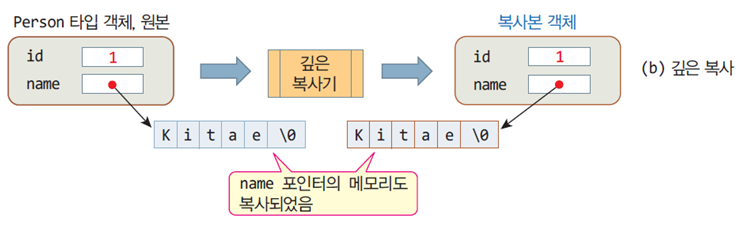 Person 타입 객체, 원본
복사본 객체
id 1
name
깊은
복사기
id 1
name
(b) 깊은 복사
K i t a e \0
K i t a e \0
name 포인터의 메모리도
복사되었음